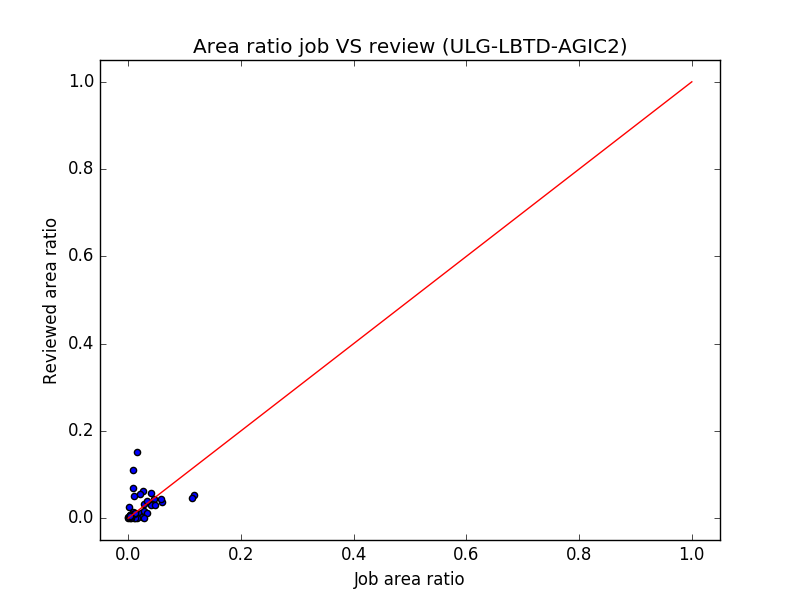 Area ratio job VS review (ULG-LBTD-AGIC2)
1.0
0.8
0.6
0.4
0.2
0.0
Reviewed area ratio
0.0 0.2 0.4 0.6 0.8 1.0
Job area ratio